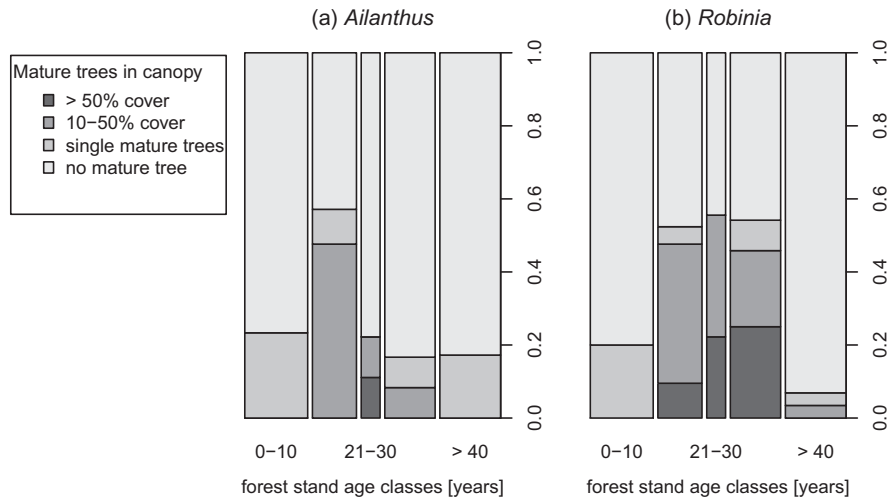 (a) Ailanthus
(b) Robinia
Mature trees in canopy
> 50% cover
10−50% cover
single mature trees
no mature tree
1.0
0.8
0.6
0.4
0.2
0.0
1.0
0.8
0.6
0.4
0.2
0.0
0−10
21−30
> 40
0−10
21−30
> 40
forest stand age classes [years]
forest stand age classes [years]